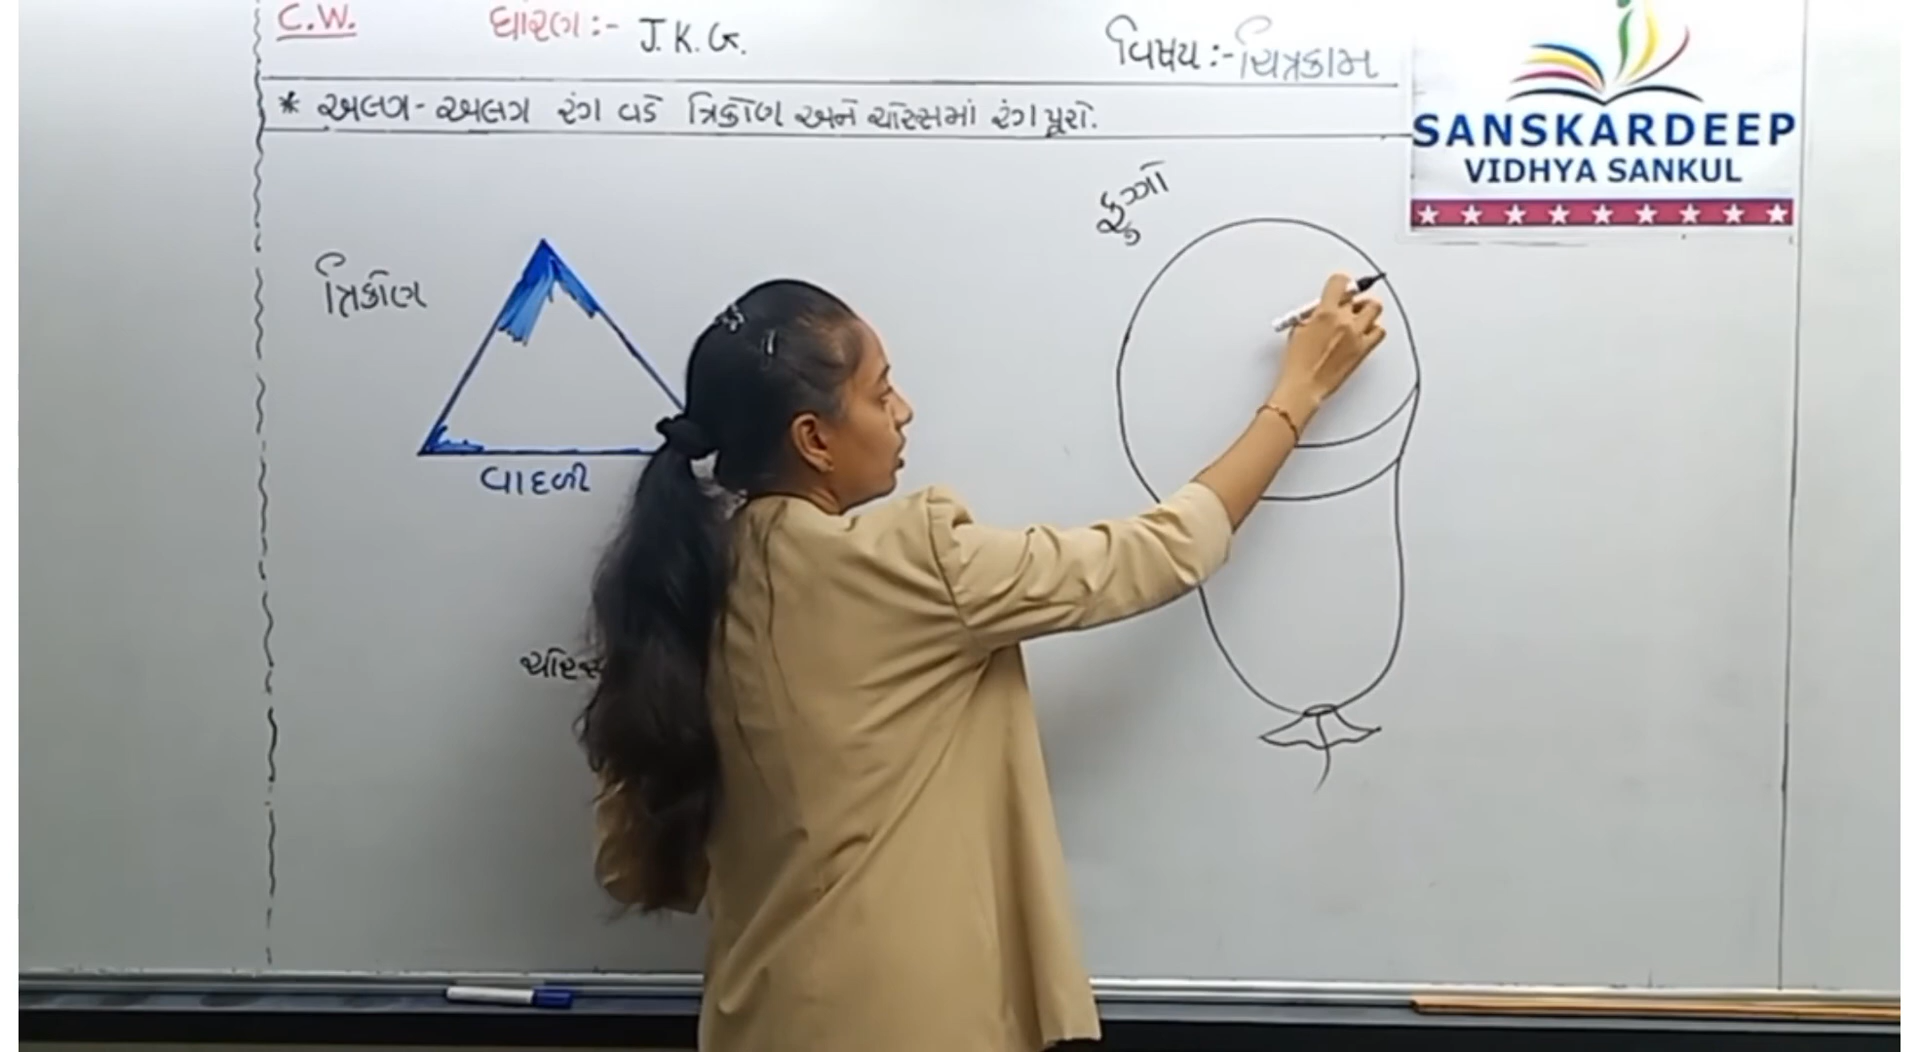 C.W. ધોરણ :- J.K.G. વિષય :- ચિત્રકામ
* અલગ - અલગ રંગ વડે ત્રિકોણ અને ચોરસમાં રંગ પૂરો.
SANSKARDEEP
VIDHYA SANKUL
ફુગ્ગો
ત્રિકોણ
વાદળી
ચોરસ